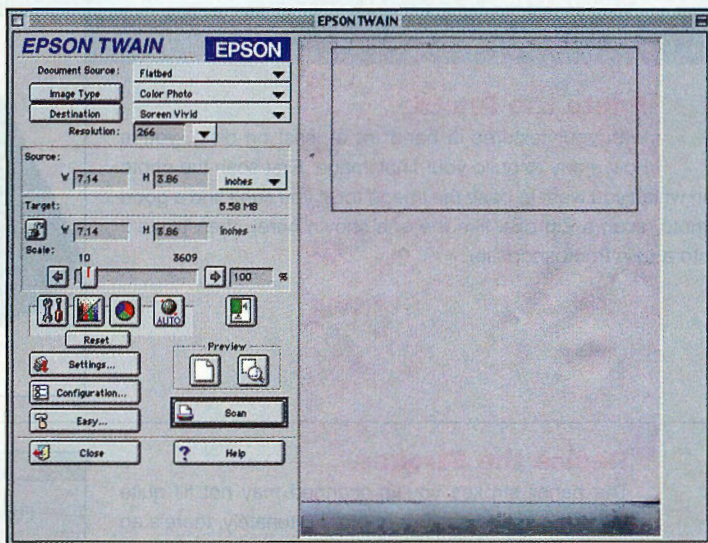 EPSON TWAIN
EPSON TWAIN EPSON
Document Source: Flatbed
Image Type Color Photo
Destination Screen Vivid
Resolution: 266
Source:
W 7.14 H 3.86 inches
Target: 5.58 MB
W 7.14 H 3.86 inches
Scale: 10 3609
100 %
AUTO
Reset
Preview
Settings...
Configuration...
Scan
Easy...
Close
Help